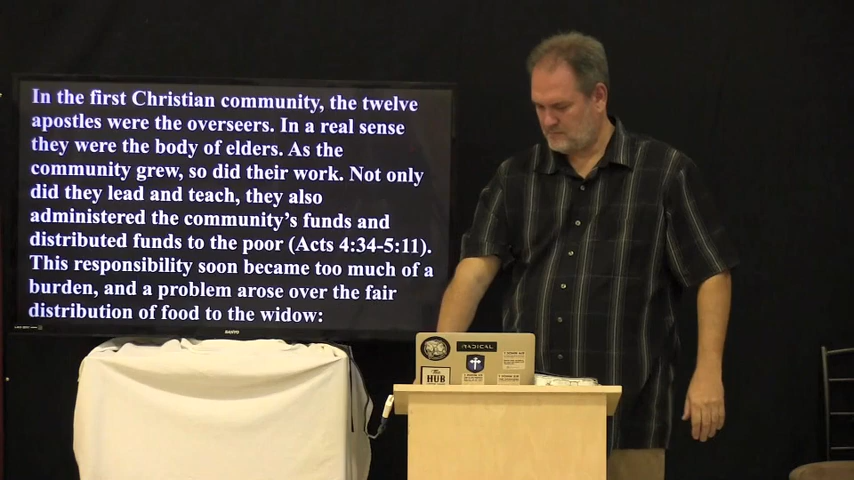 In the first Christian community, the twelve
apostles were the overseers. In a real sense
they were the body of elders. As the
community grew, so did their work. Not only
did they lead and teach, they also
administered the community’s funds and
distributed funds to the poor (Acts 4:34-5:11).
This responsibility soon became too much of a
burden, and a problem arose over the fair
distribution of food to the widow:
SANYO
RADICAL
THE
HUB